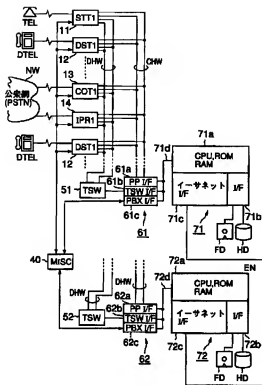 TEL
STT1
11
DTEL
DST1
12
DHW
CHW
NW
公衆網
(PSTN)
13
COT1
14
IPR1
DTEL
DST1
12
61a
61b
71d
71a
CPU,ROM
RAM
51
TSW
PP I/F
TSW I/F
PBX I/F
61c
61
イーサネット
I/F
71c
71
71b
FD
HD
40
MISC
DHW
62a
62b
72d
72a
EN
CPU,ROM
RAM
DHW
52
TSW
PP I/F
TSW I/F
PBX I/F
62c
62
イーサネット
I/F
72c
72
72b
FD
HD